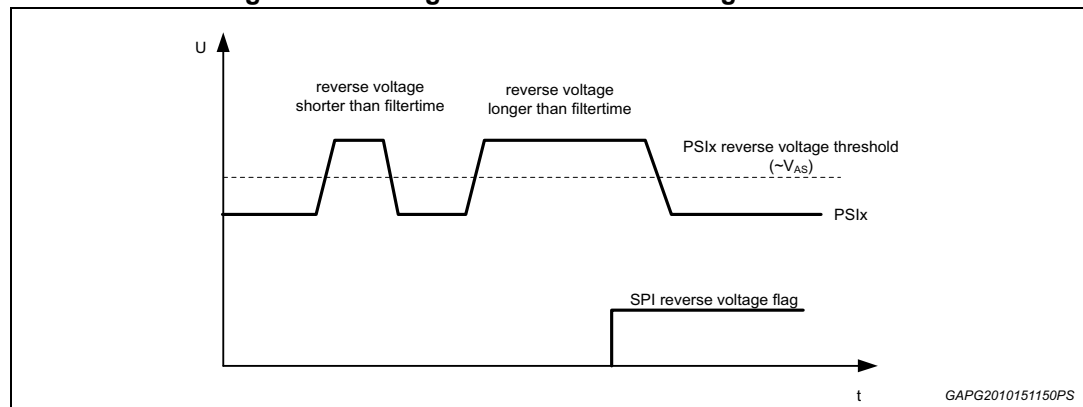 U
reverse voltage
shorter than filtertime
reverse voltage
longer than filtertime
PSIx reverse voltage threshold
(~VAS)
PSIx
SPI reverse voltage flag
t
GAPG2010151150PS